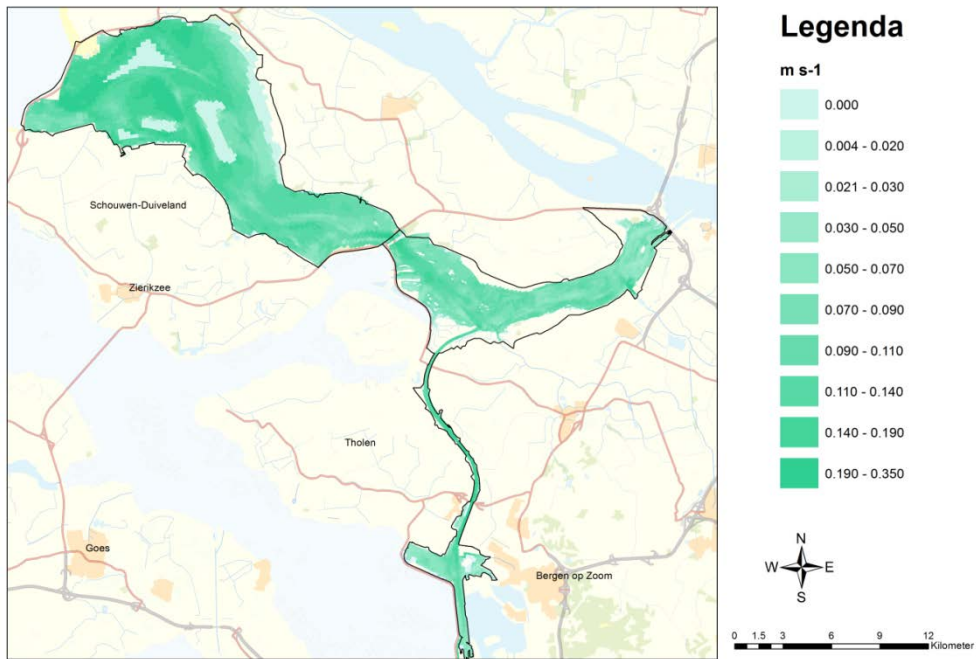 Legenda
m s-1
0.000
0.004 - 0.020
0.021 - 0.030
0.030 - 0.050
0.050 - 0.070
0.070 - 0.090
0.090 - 0.110
0.110 - 0.140
0.140 - 0.190
0.190 - 0.350
Schouwen-Duiveland
Zierikzee
Tholen
Goes
Bergen op Zoom
N
W E
S
0 1.5 3 6 9 12
Kilometer